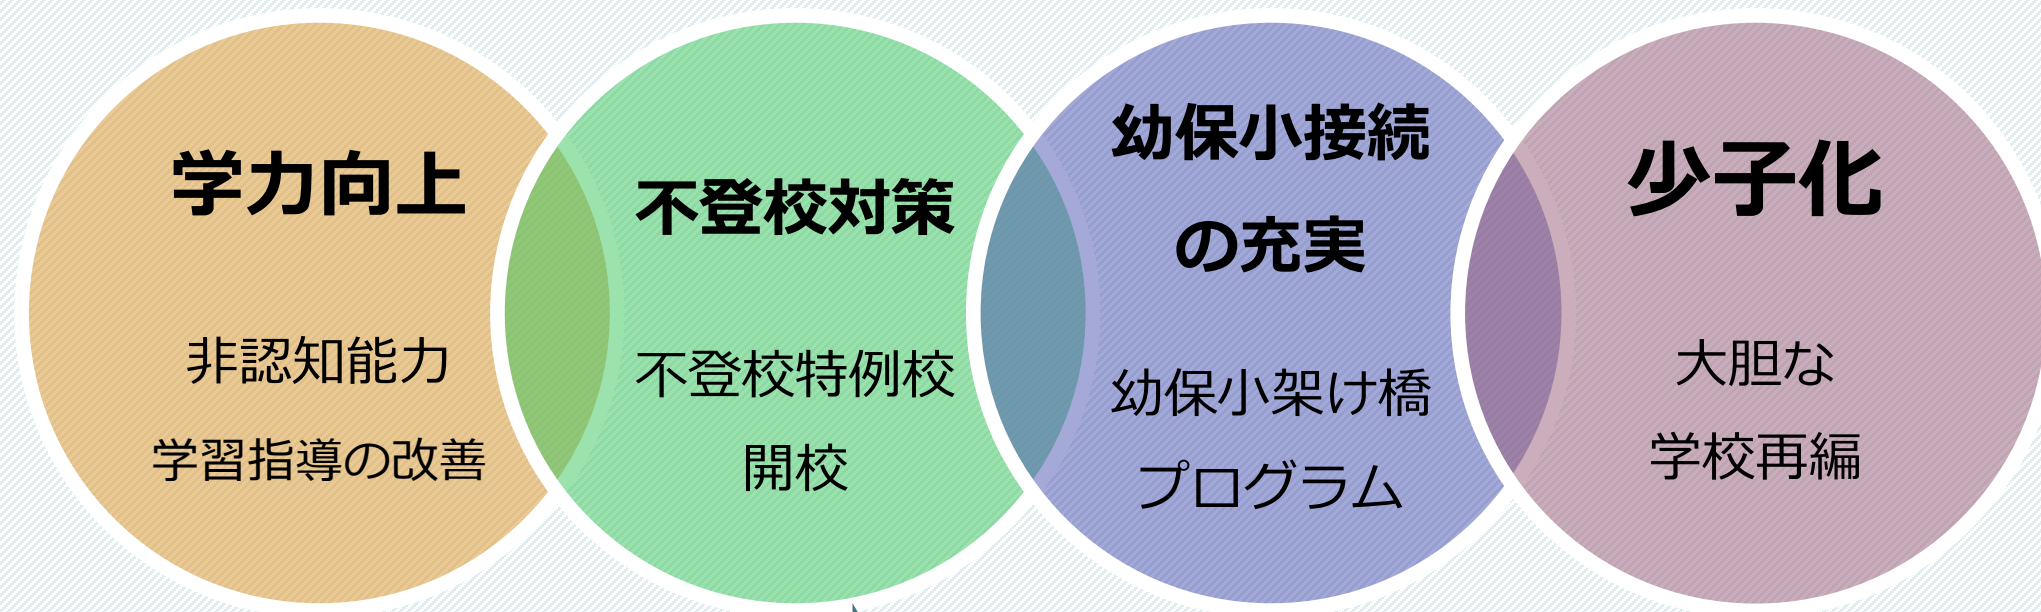 学力向上
非認知能力
学習指導の改善
不登校対策
不登校特例校
開校
幼保小接続
の充実
幼保小架け橋
プログラム
少子化
大胆な
学校再編